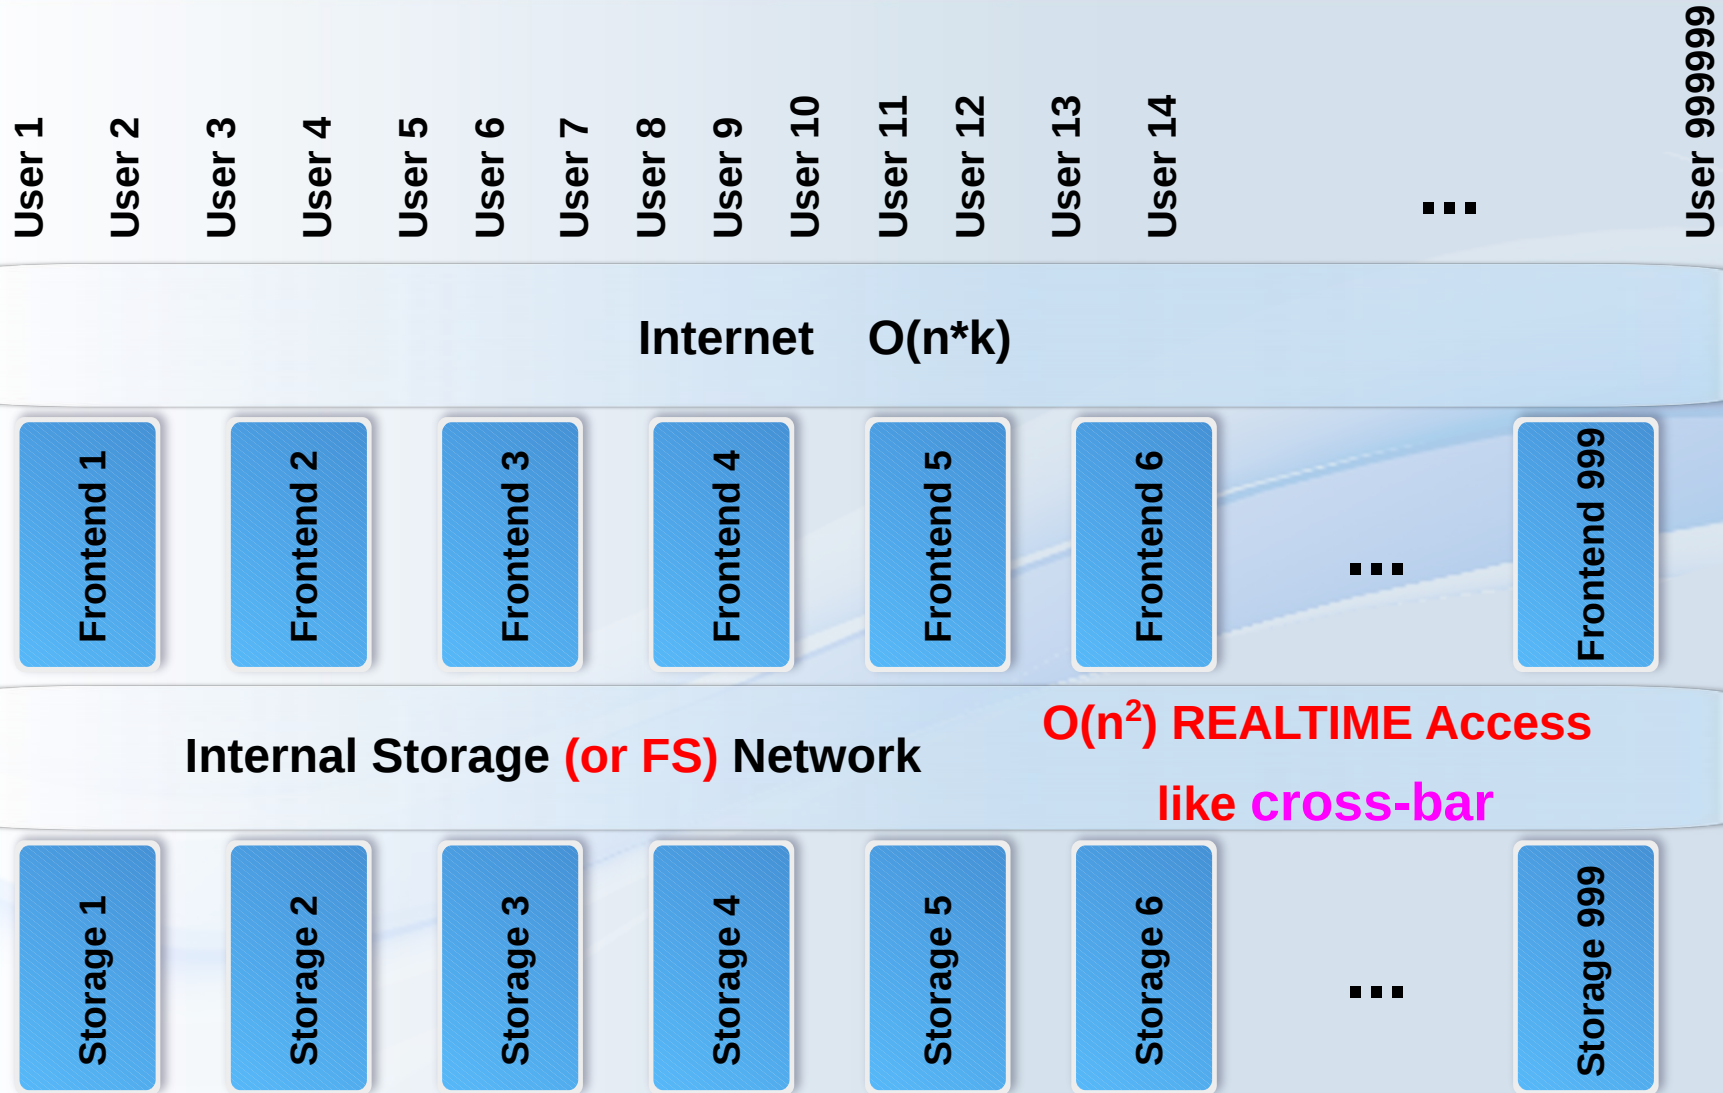 User 1
User 2
User 3
User 4
User 5
User 6
User 7
User 8
User 9
User 10
User 11
User 12
User 13
User 14
...
User 9999999
Internet O(n*k)
Frontend 1
Frontend 2
Frontend 3
Frontend 4
Frontend 5
Frontend 6
...
Frontend 999
Internal Storage (or FS) Network
O(n²) REALTIME Access
like cross-bar
Storage 1
Storage 2
Storage 3
Storage 4
Storage 5
Storage 6
...
Storage 999